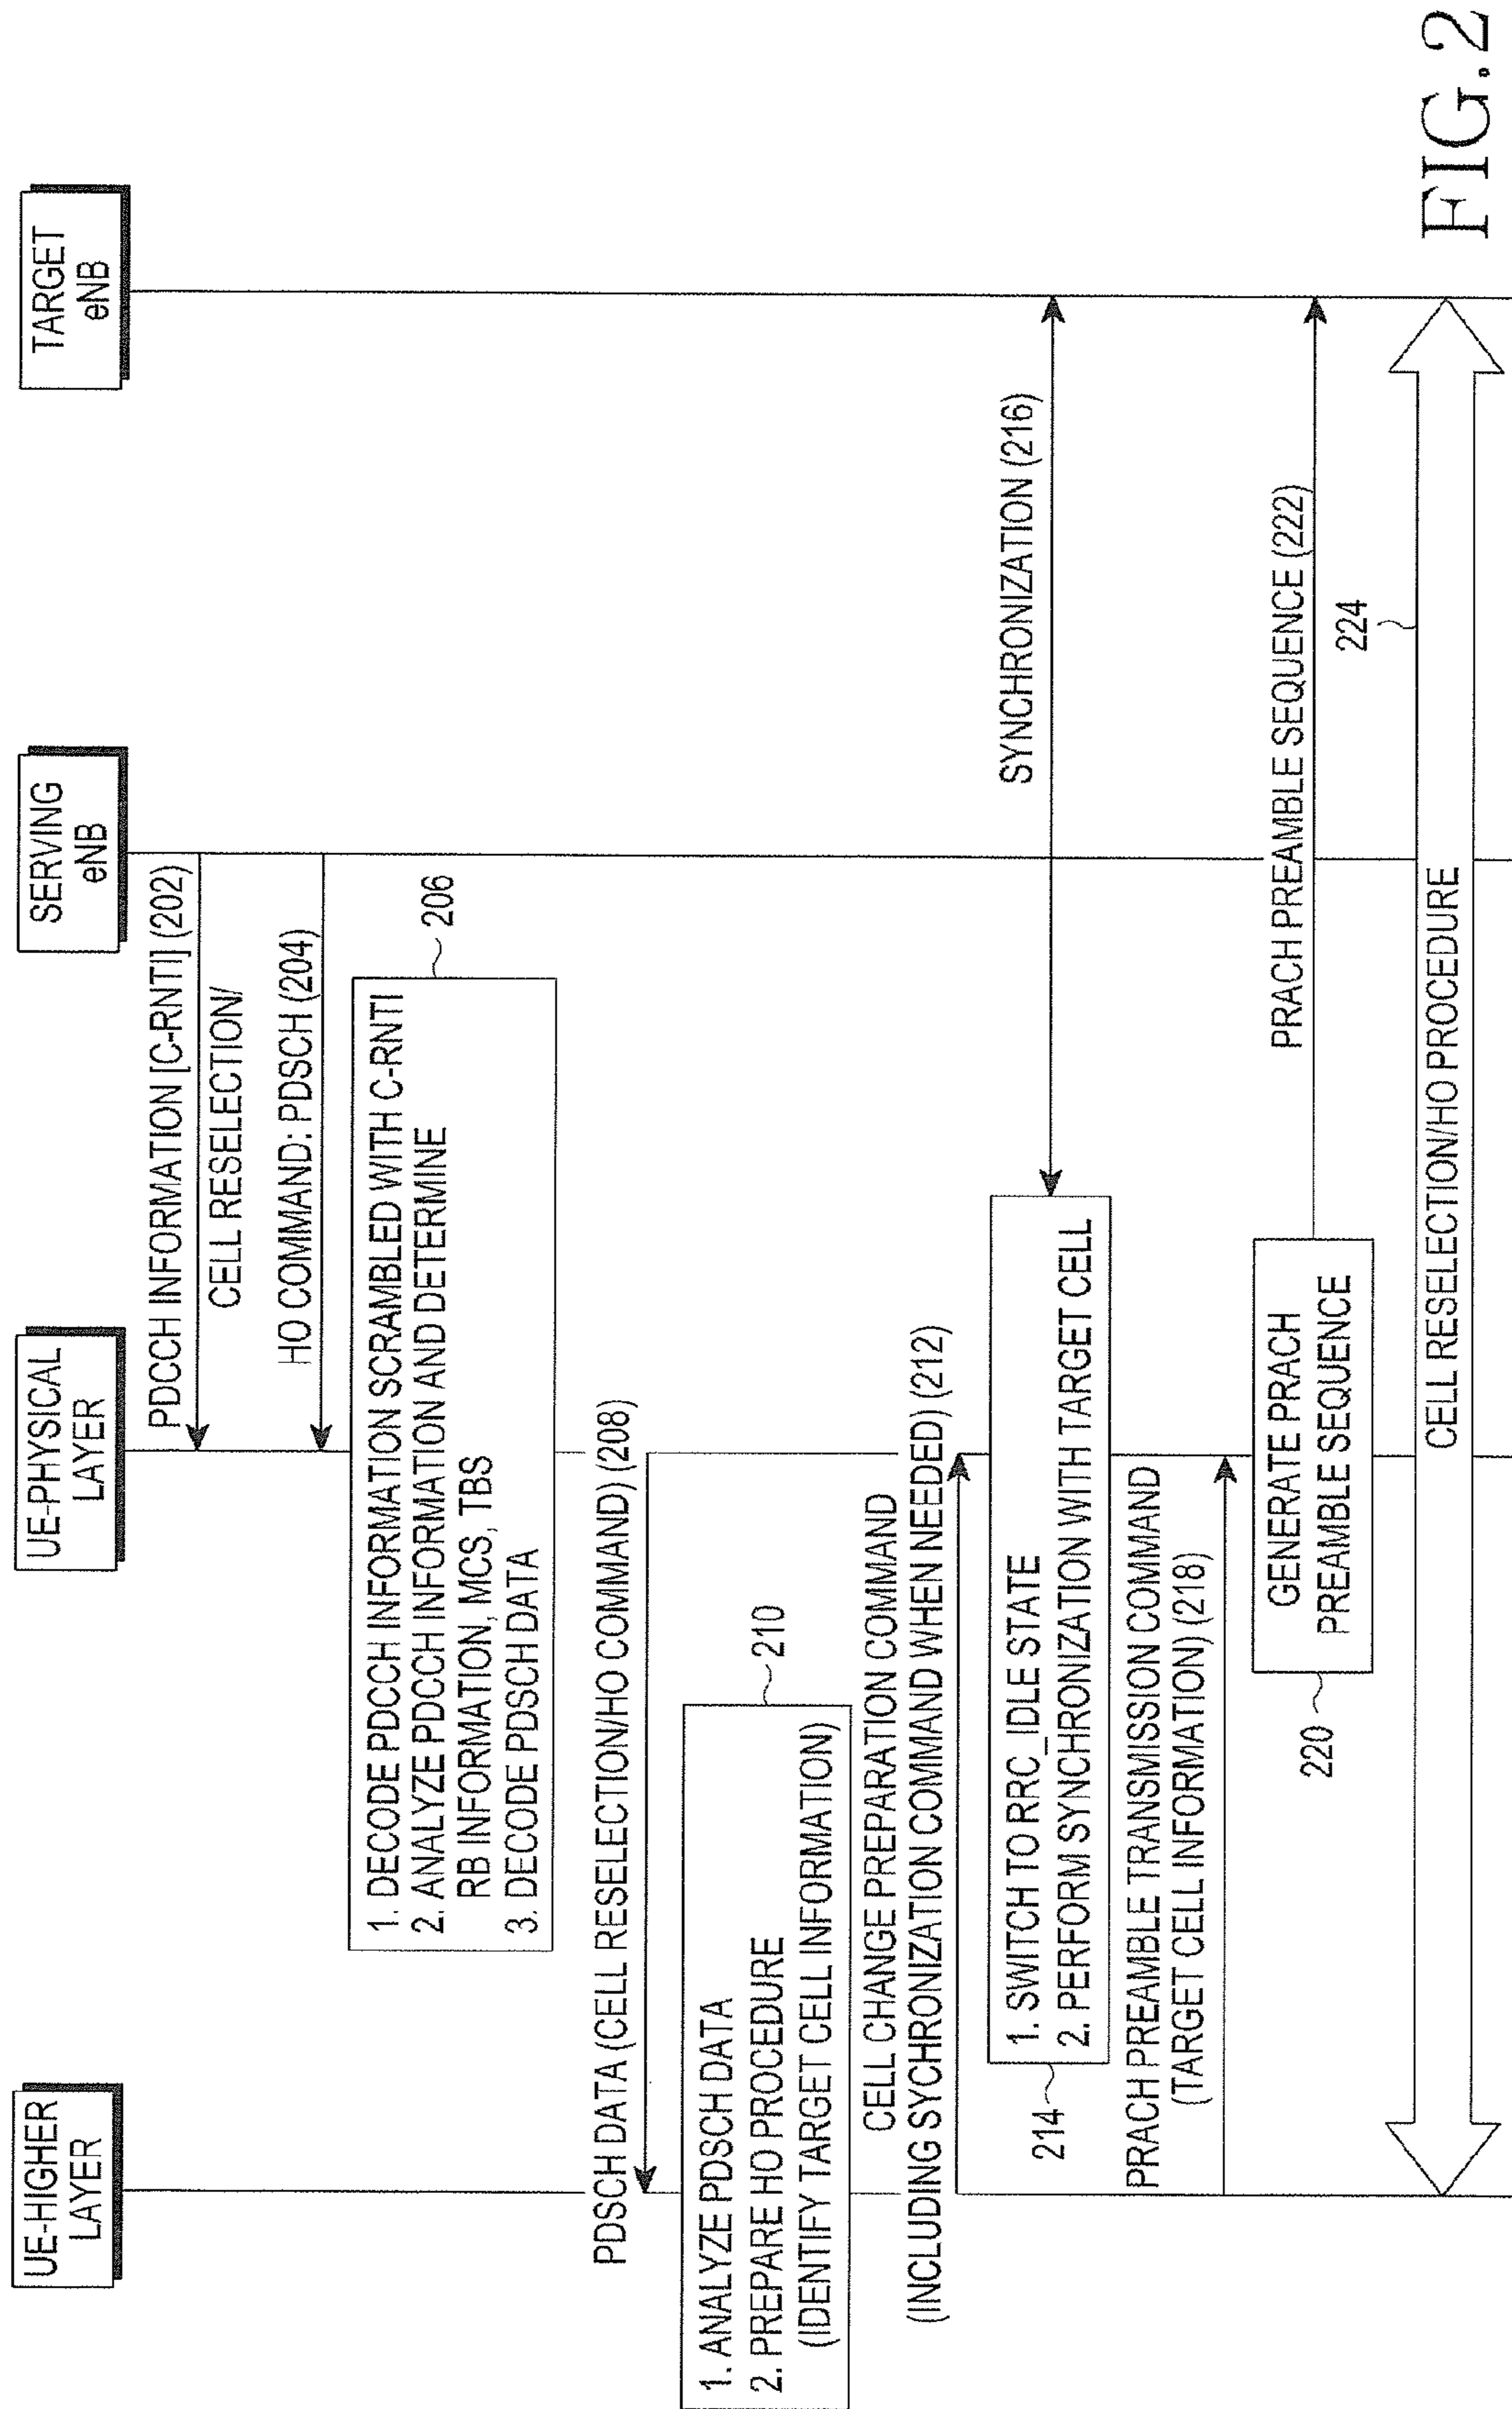 UE-HIGHER
LAYER
UE-PHYSICAL
LAYER
SERVING
eNB
TARGET
eNB
PDCCH INFORMATION [C-RNTI] (202)
CELL RESELECTION/
HO COMMAND: PDSCH (204)
206
1. DECODE PDCCH INFORMATION SCRAMBLED WITH C-RNTI
2. ANALYZE PDCCH INFORMATION AND DETERMINE
RB INFORMATION, MCS, TBS
3. DECODE PDSCH DATA
PDSCH DATA (CELL RESELECTION/HO COMMAND) (208)
210
1. ANALYZE PDSCH DATA
2. PREPARE HO PROCEDURE
(IDENTIFY TARGET CELL INFORMATION)
CELL CHANGE PREPARATION COMMAND
(INCLUDING SYCHRONIZATION COMMAND WHEN NEEDED) (212)
214
1. SWITCH TO RRC_IDLE STATE
2. PERFORM SYNCHRONIZATION WITH TARGET CELL
SYNCHRONIZATION (216)
PRACH PREAMBLE TRANSMISSION COMMAND
(TARGET CELL INFORMATION) (218)
GENERATE PRACH
PREAMBLE SEQUENCE
220
PRACH PREAMBLE SEQUENCE (222)
224
CELL RESELECTION/HO PROCEDURE
FIG.2